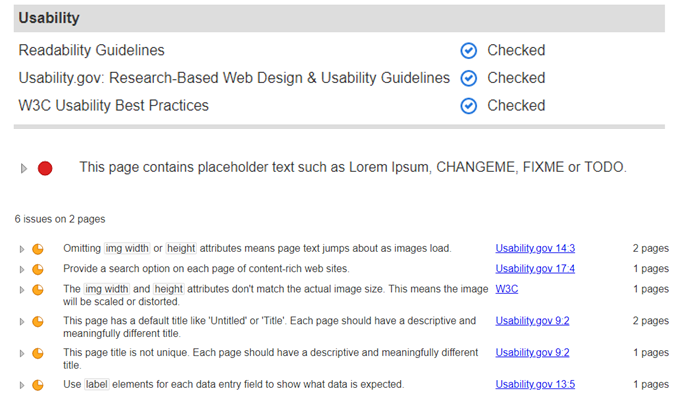 Usability
Readability Guidelines Checked
Usability.gov: Research-Based Web Design & Usability Guidelines Checked
W3C Usability Best Practices Checked
This page contains placeholder text such as Lorem Ipsum, CHANGEME, FIXME or TODO.
6 issues on 2 pages
Omitting img width or height attributes means page text jumps about as images load. Usability.gov 14:3 2 pages
Provide a search option on each page of content-rich web sites. Usability.gov 17:4 1 pages
The img width and height attributes don't match the actual image size. This means the image W3C 1 pages
will be scaled or distorted.
This page has a default title like 'Untitled' or 'Title'. Each page should have a descriptive and Usability.gov 9:2 2 pages
meaningfully different title.
This page title is not unique. Each page should have a descriptive and meaningfully different Usability.gov 9:2 1 pages
title.
Use label elements for each data entry field to show what data is expected. Usability.gov 13:5 1 pages